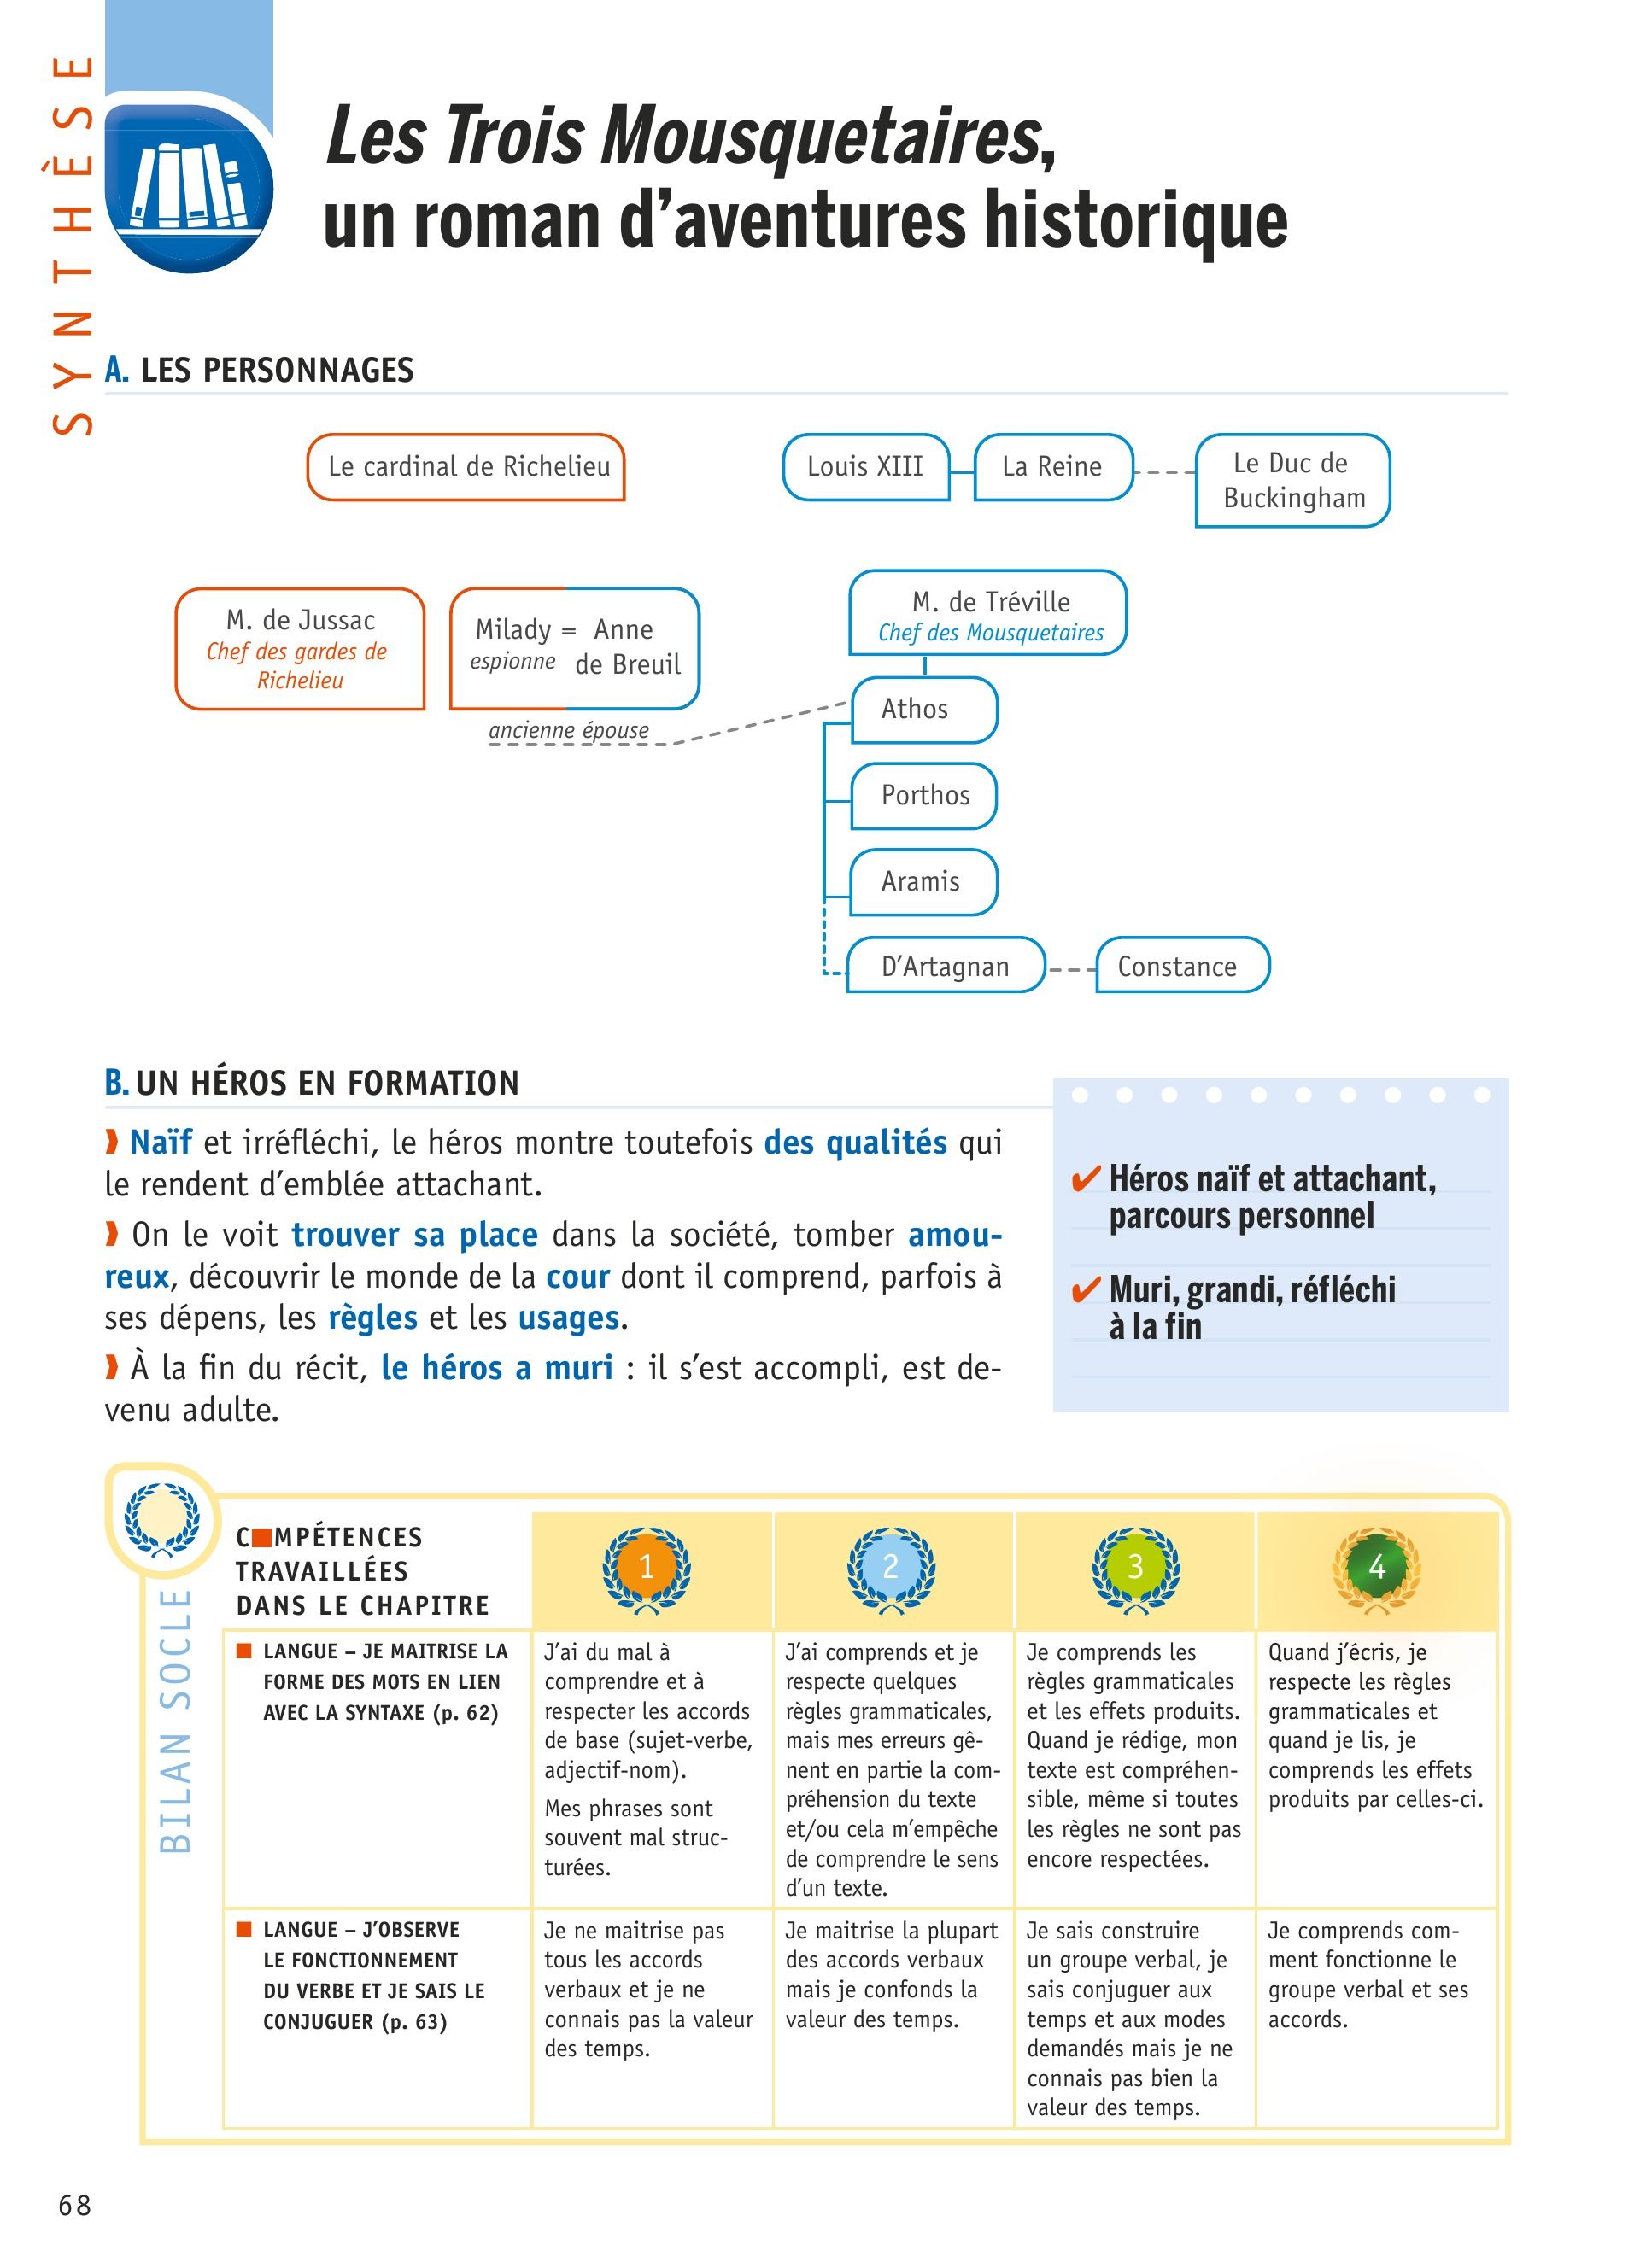 SYNTHÈSE
Les Trois Mousquetaires,
un roman d’aventures historique
A. LES PERSONNAGES
Le cardinal de Richelieu
Louis XIII
La Reine
Le Duc de
Buckingham
M. de Jussac
Chef des gardes de
Richelieu
Milady = Anne
espionne de Breuil
ancienne épouse
M. de Tréville
Chef des Mousquetaires
Athos
Porthos
Aramis
D’Artagnan
Constance
B. UN HÉROS EN FORMATION
Naïf et irréfléchi, le héros montre toutefois des qualités qui
le rendent d’emblée attachant.
On le voit trouver sa place dans la société, tomber amou-
reux, découvrir le monde de la cour dont il comprend, parfois à
ses dépens, les règles et les usages.
À la fin du récit, le héros a muri : il s’est accompli, est de-
venu adulte.
✔ Héros naïf et attachant,
parcours personnel
✔ Muri, grandi, réfléchi
à la fin
BILAN SOCLE
C■MPÉTENCES
TRAVAILLÉES
DANS LE CHAPITRE
1
2
3
4
■ LANGUE – JE MAITRISE LA
FORME DES MOTS EN LIEN
AVEC LA SYNTAXE (p. 62)
J’ai du mal à
comprendre et à
respecter les accords
de base (sujet-verbe,
adjectif-nom).
Mes phrases sont
souvent mal struc-
turées.
J’ai comprends et je
respecte quelques
règles grammaticales,
mais mes erreurs gê-
nent en partie la com-
préhension du texte
et/ou cela m’empêche
de comprendre le sens
d’un texte.
Je comprends les
règles grammaticales
et les effets produits.
Quand je rédige, mon
texte est compréhen-
sible, même si toutes
les règles ne sont pas
encore respectées.
Quand j’écris, je
respecte les règles
grammaticales et
quand je lis, je
comprends les effets
produits par celles-ci.
■ LANGUE – J’OBSERVE
LE FONCTIONNEMENT
DU VERBE ET JE SAIS LE
CONJUGUER (p. 63)
Je ne maitrise pas
tous les accords
verbaux et je ne
connais pas la valeur
des temps.
Je maitrise la plupart
des accords verbaux
mais je confonds la
valeur des temps.
Je sais construire
un groupe verbal, je
sais conjuguer aux
temps et aux modes
demandés mais je ne
connais pas bien la
valeur des temps.
Je comprends com-
ment fonctionne le
groupe verbal et ses
accords.
68